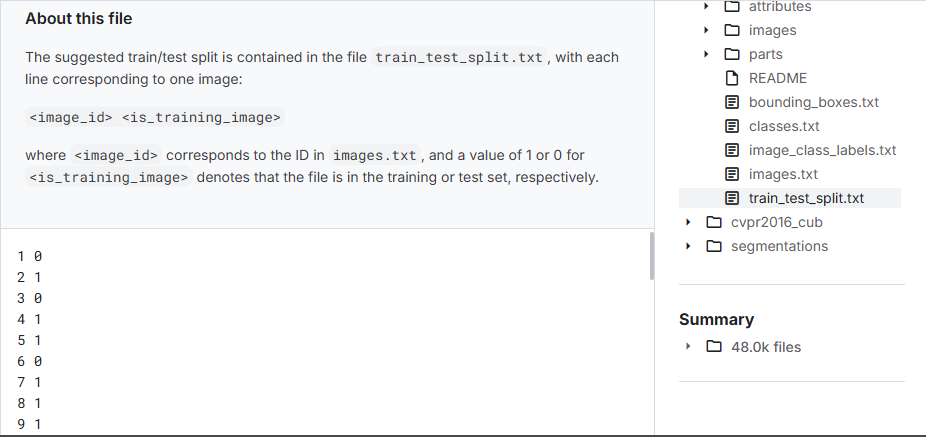 About this file
The suggested train/test split is contained in the file train_test_split.txt , with each
line corresponding to one image:
<image_id> <is_training_image>
where <image_id> corresponds to the ID in images.txt , and a value of 1 or 0 for
<is_training_image> denotes that the file is in the training or test set, respectively.
1 0
2 1
3 0
4 1
5 1
6 0
7 1
8 1
9 1
attributes
images
parts
README
bounding_boxes.txt
classes.txt
image_class_labels.txt
images.txt
train_test_split.txt
cvpr2016_cub
segmentations
Summary
48.0k files